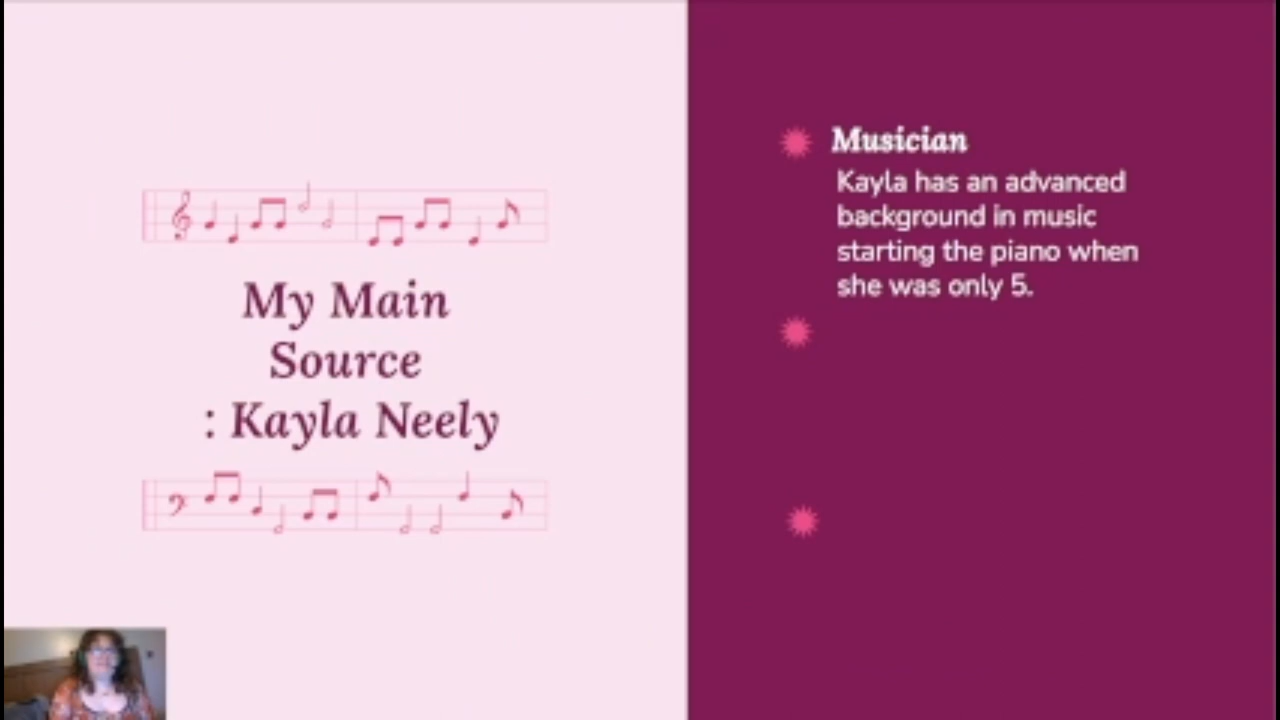 My Main
Source
: Kayla Neely
Musician
Kayla has an advanced
background in music
starting the piano when
she was only 5.